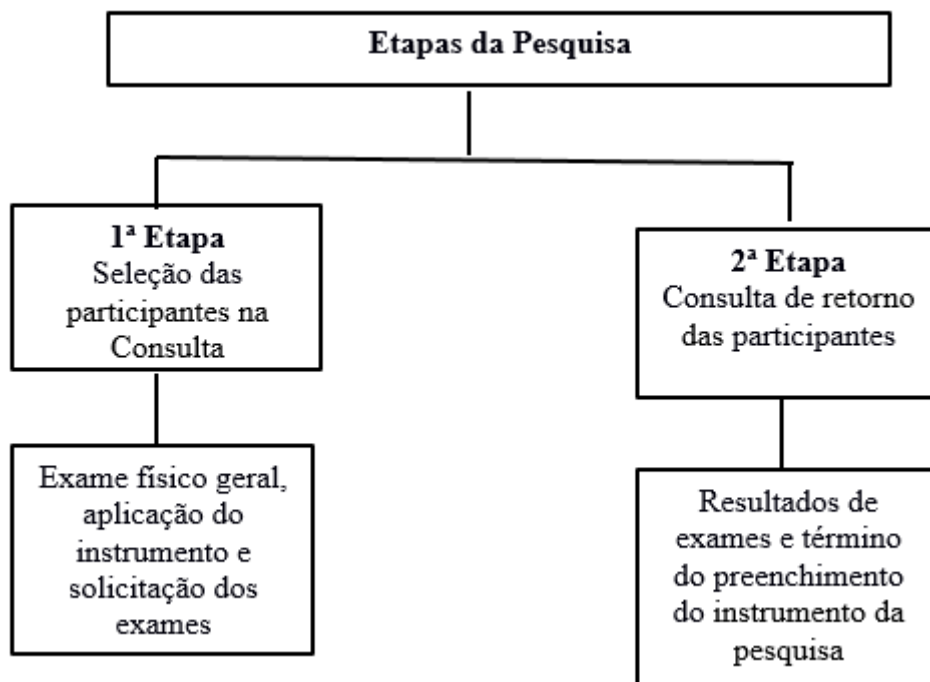 Etapas da Pesquisa
1ª Etapa
Seleção das
participantes na
Consulta
Exame físico geral,
aplicação do
instrumento e
solicitação dos
exames
2ª Etapa
Consulta de retorno
das participantes
Resultados de
exames e término
do preenchimento
do instrumento da
pesquisa